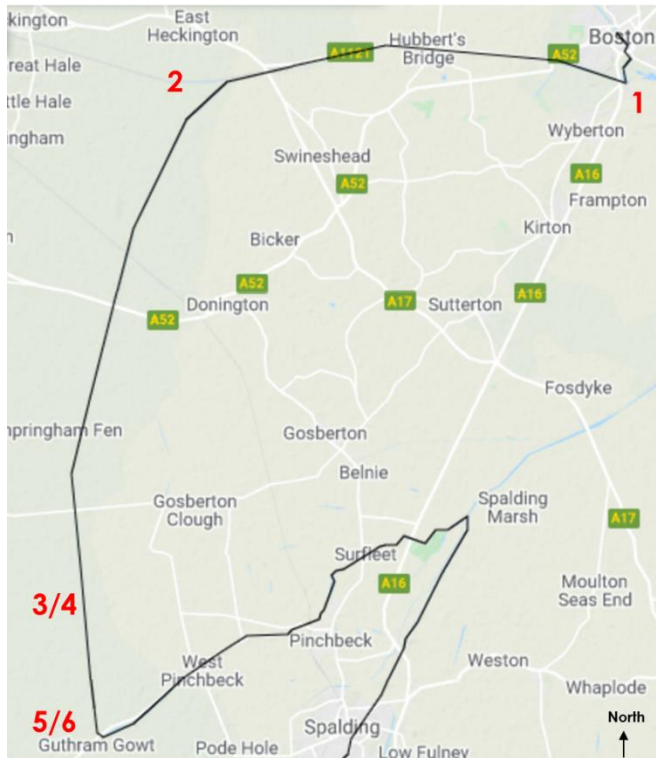 kington
East
Heckington
Hubbert's
Bridge
A1121
A52
Boston
reat Hale
2
1
ttle Hale
ingham
Wyberton
Swineshead
A16
A52
Frampton
Kirton
Bicker
A52
A16
Donington
A17
Sutterton
A52
Fosdyke
npringham Fen
Gosberton
Belnie
Spalding
Marsh
Gosberton
Clough
A17
Surfleet
A16
Moulton
Seas End
3/4
Pinchbeck
West
Pinchbeck
Weston
Whaplode
5/6
North
Guthram Gowt
Pode Hole
Spalding
Low Fulney